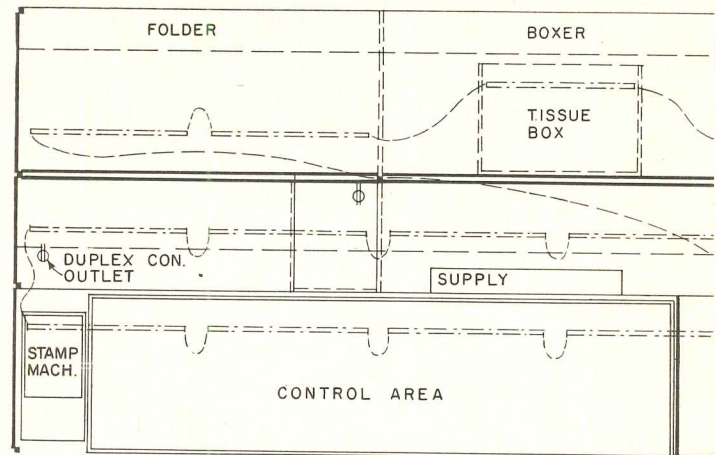 FOLDER
BOXER
TISSUE
BOX
DUPLEX CON.
OUTLET
SUPPLY
STAMP
MACH.
CONTROL AREA